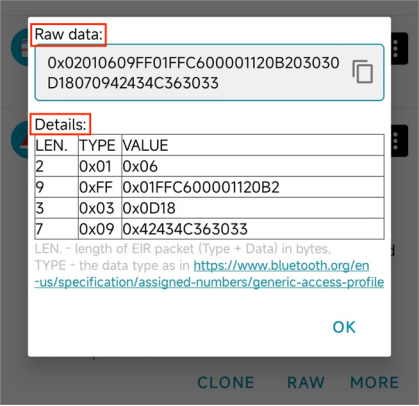 Raw data:
0x02010609FF01FFC600001120B203030
D18070942434C363033
Details:
LEN. TYPE VALUE
2 0x01 0x06
9 0xFF 0x01FFC600001120B2
3 0x03 0x0D18
7 0x09 0x42434C363033
LEN. - length of EIR packet (Type + Data) in bytes,
TYPE - the data type as in https://www.bluetooth.org/en
-us/specification/assigned-numbers/generic-access-profile
OK
CLONE RAW MORE